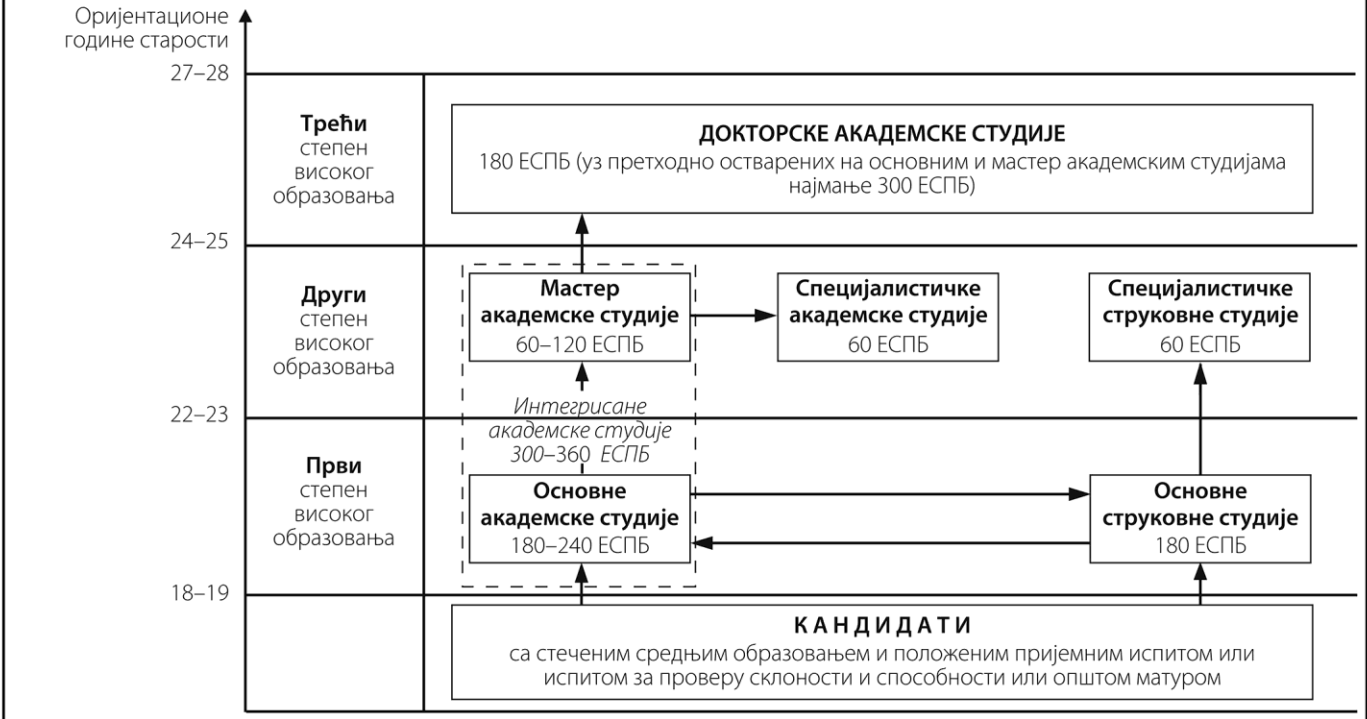 Оријентационе
године старости
27–28
Трећи
степен
високог
образовања
ДОКТОРСКЕ АКАДЕМСКЕ СТУДИЈЕ
180 ЕСПБ (уз претходно остварених на основним и мастер академским студијама
најмање 300 ЕСПБ)
24–25
Други
степен
високог
образовања
Мастер
академске студије
60–120 ЕСПБ
Специјалистичке
академске студије
60 ЕСПБ
Специјалистичке
струковне студије
60 ЕСПБ
22–23
Интегрисане
академске студије
300–360 ЕСПБ
Први
степен
високог
образовања
Основне
академске студије
180–240 ЕСПБ
Основне
струковне студије
180 ЕСПБ
18–19
КАНДИДАТИ
са стеченим средњим образовањем и положеним пријемним испитом или
испитом за проверу склоности и способности или општом матуром